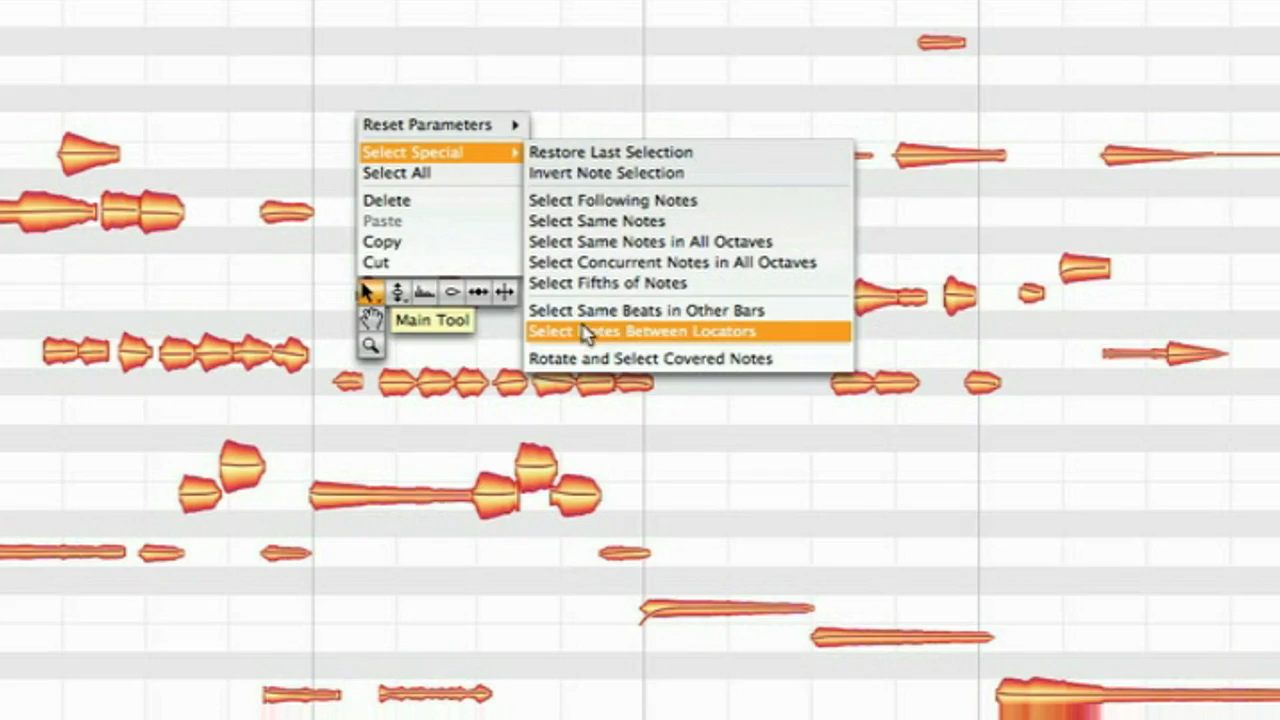 Reset Parameters
Select Special
Select All
Delete
Paste
Copy
Cut
Main Tool
Restore Last Selection
Invert Note Selection
Select Following Notes
Select Same Notes
Select Same Notes in All Octaves
Select Concurrent Notes in All Octaves
Select Fifths of Notes
Select Same Beats in Other Bars
Select Notes Between Locators
Rotate and Select Covered Notes